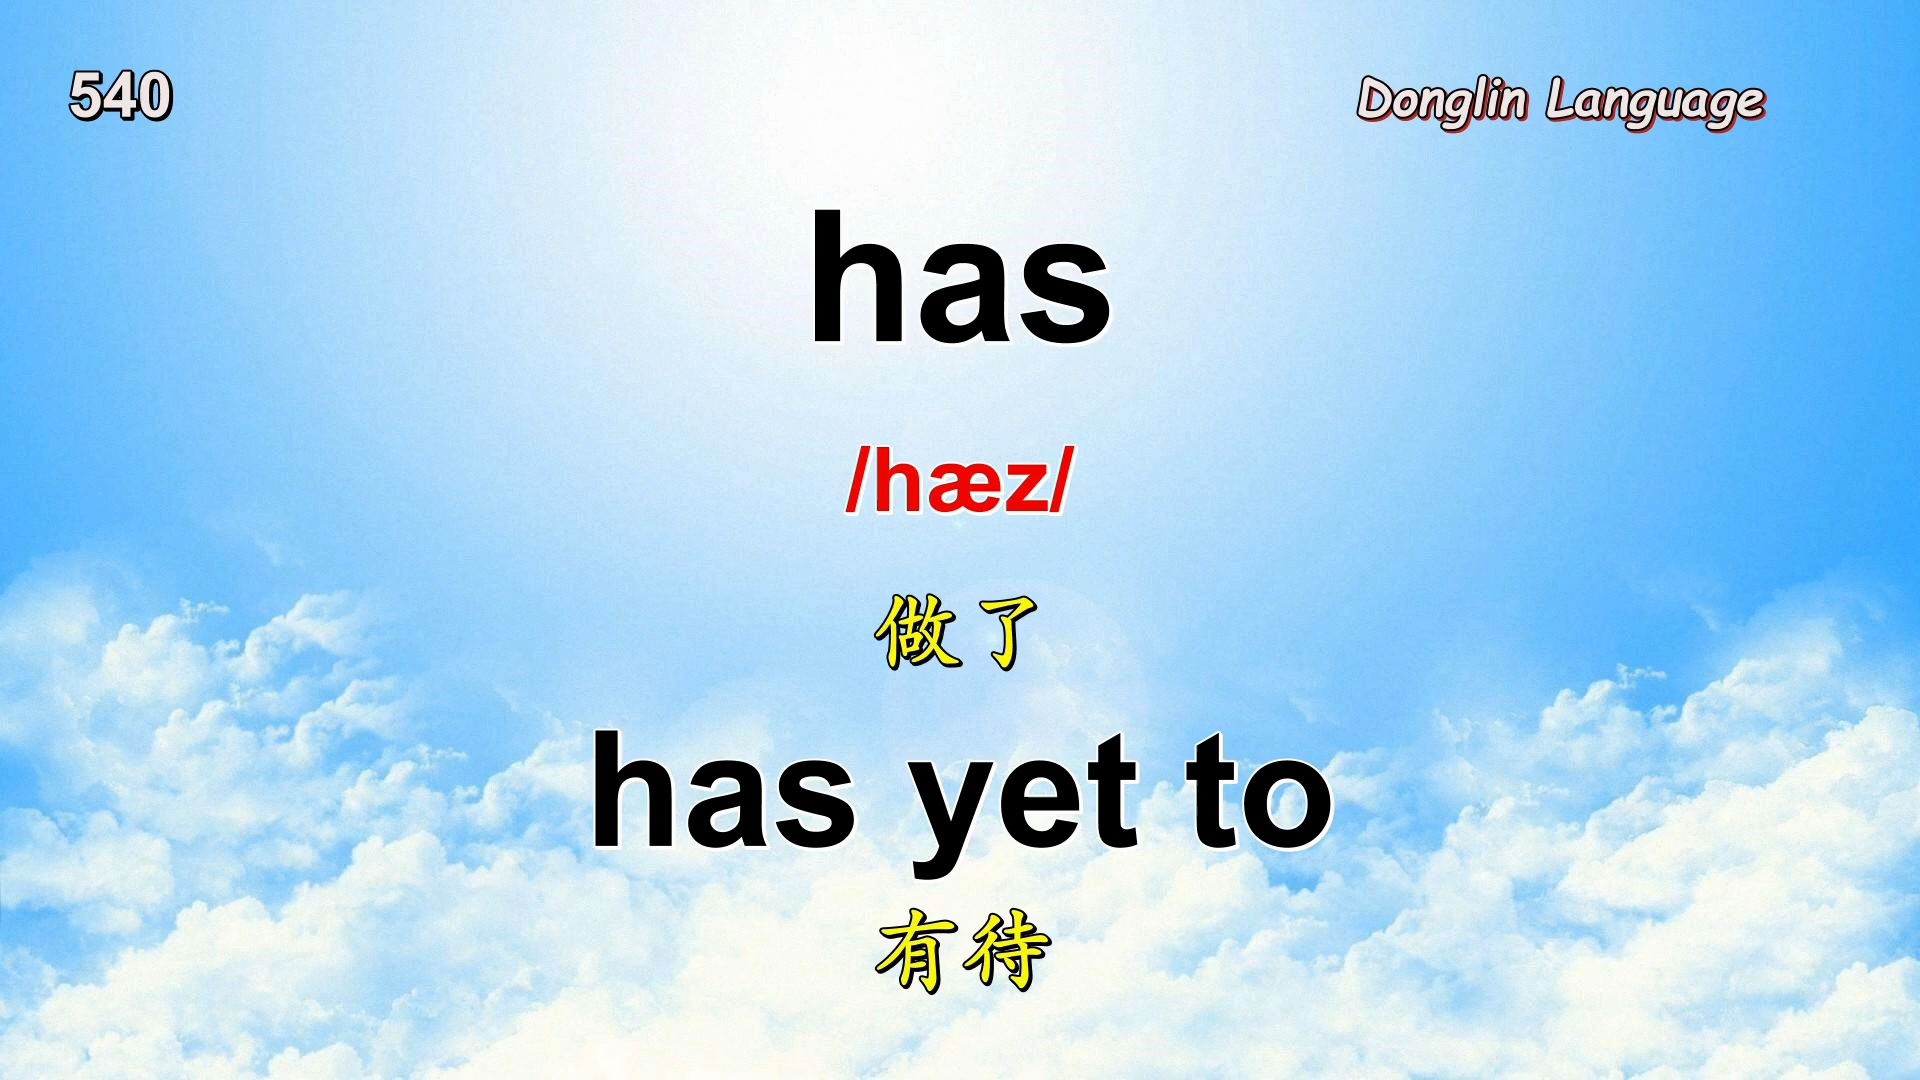 540
Donglin Language
has
/hæz/
做了
has yet to
有待